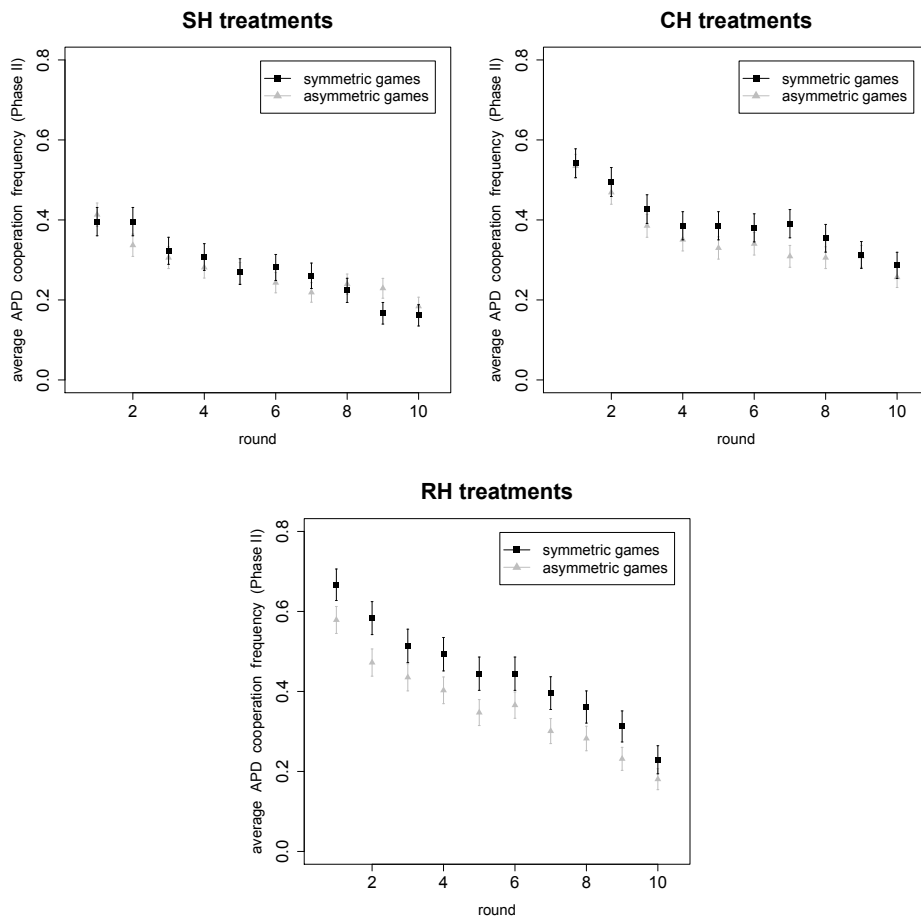 SH treatments
average APD cooperation frequency (Phase II)
0.8
0.6
0.4
0.2
0.0
symmetric games
asymmetric games
2 4 6 8 10
round
CH treatments
average APD cooperation frequency (Phase II)
0.8
0.6
0.4
0.2
0.0
symmetric games
asymmetric games
2 4 6 8 10
round
RH treatments
average APD cooperation frequency (Phase II)
0.8
0.6
0.4
0.2
0.0
symmetric games
asymmetric games
2 4 6 8 10
round